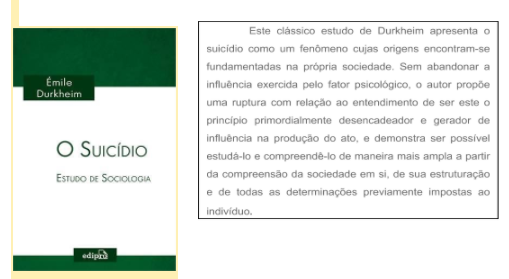 Émile
Durkheim
O Suicídio
Estudo de Sociologia
edipro
Este clássico estudo de Durkheim apresenta o
suicídio como um fenômeno cujas origens encontram-se
fundamentadas na própria sociedade. Sem abandonar a
influência exercida pelo fator psicológico, o autor propõe
uma ruptura com relação ao entendimento de ser este o
princípio primordialmente desencadeador e gerador de
influência na produção do ato, e demonstra ser possível
estudá-lo e compreendê-lo de maneira mais ampla a partir
da compreensão da sociedade em si, de sua estruturação
e de todas as determinações previamente impostas ao
indivíduo.